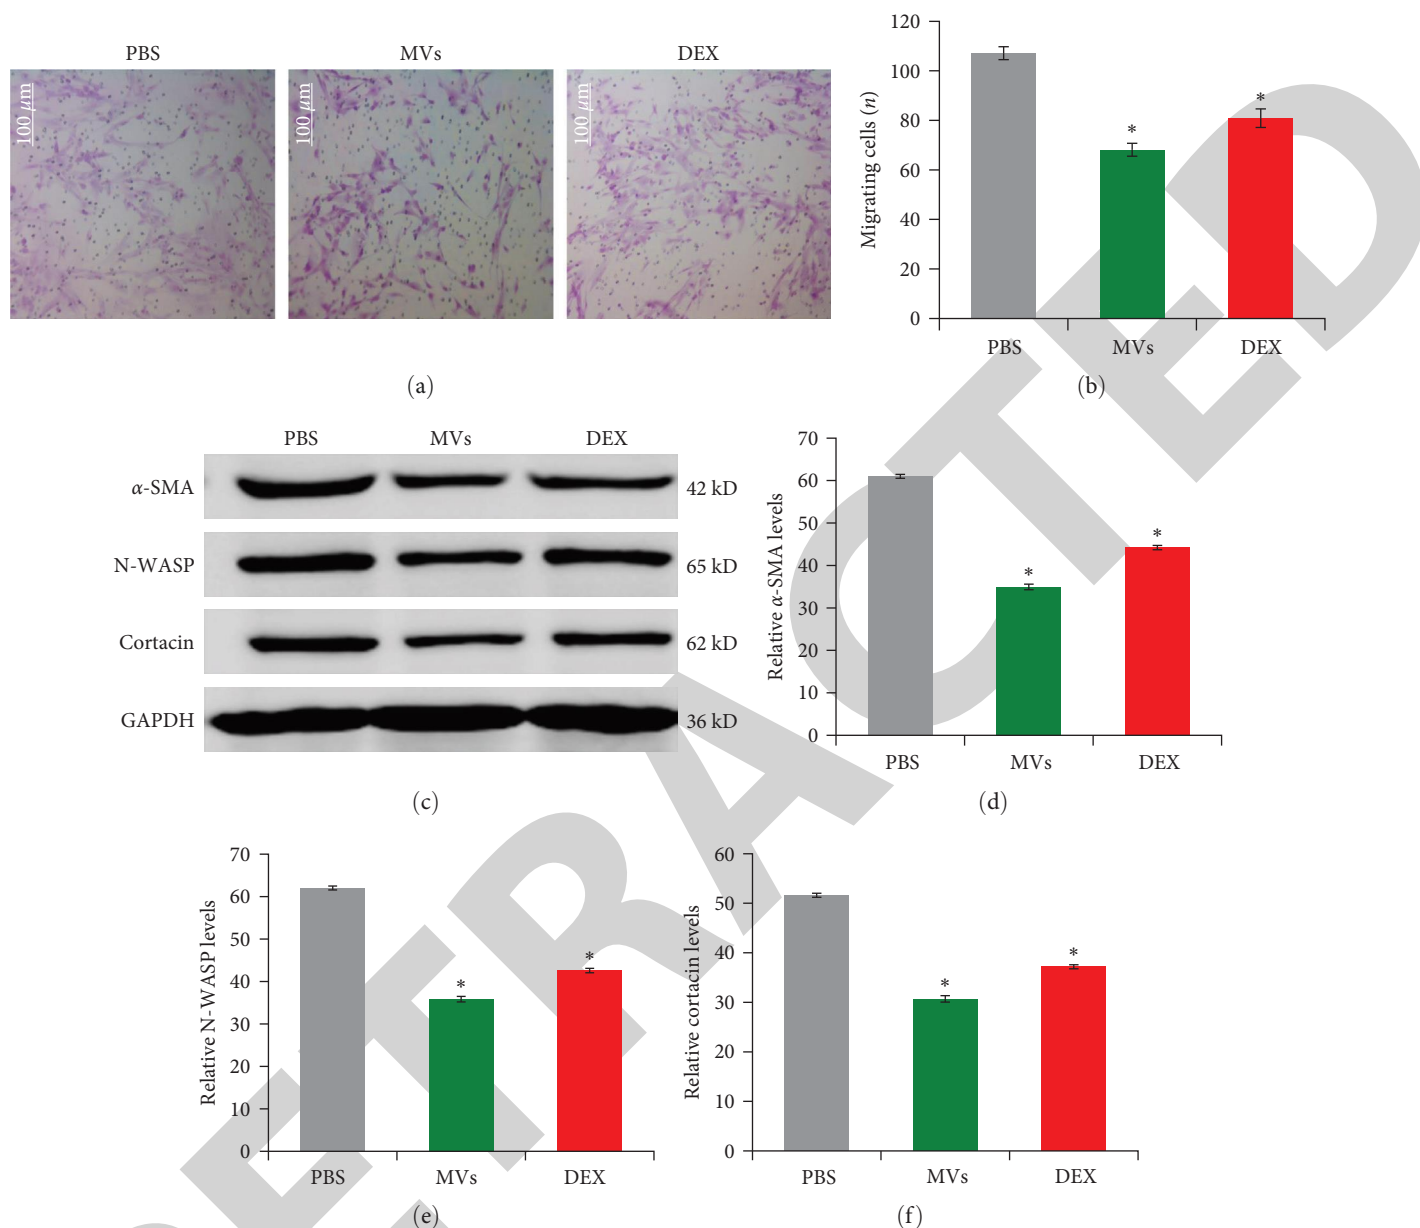 PBS MVs DEX
100 μm 100 μm 100 μm
(a)
120
100
80
60
40
20
0
Migrating cells (n)
* *
PBS MVs DEX
(b)
PBS MVs DEX
α-SMA 42 kD
N-WASP 65 kD
Cortacin 62 kD
GAPDH 36 kD
(c)
70
60
50
40
30
20
10
0
Relative α-SMA levels
* *
PBS MVs DEX
(d)
70
60
50
40
30
20
10
0
Relative N-WASP levels
* *
PBS MVs DEX
(e)
60
50
40
30
20
10
0
Relative cortacin levels
* *
PBS MVs DEX
(f)
RETRACTED